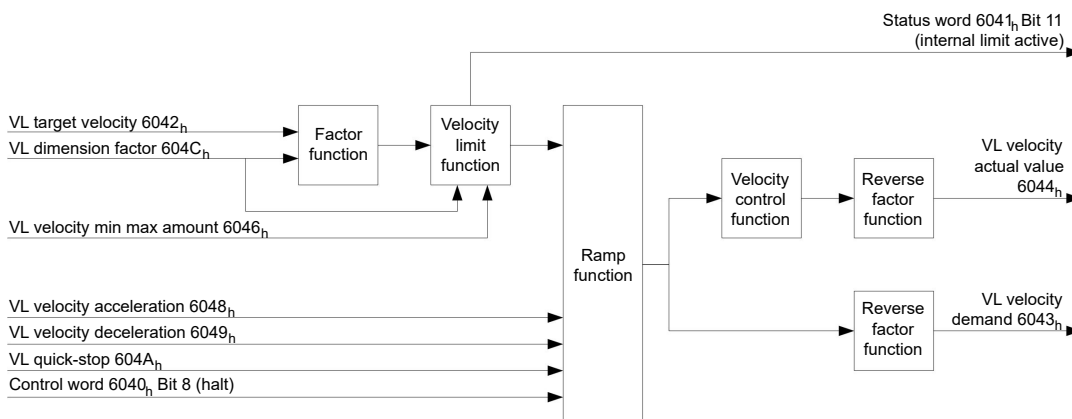 Status word 6041h Bit 11
(internal limit active)
VL target velocity 6042h
VL dimension factor 604Ch
Factor
function
Velocity
limit
function
VL velocity min max amount 6046h
Velocity
control
function
Reverse
factor
function
VL velocity
actual value
6044h
Ramp
function
VL velocity acceleration 6048h
VL velocity deceleration 6049h
VL quick-stop 604Ah
Control word 6040h Bit 8 (halt)
Reverse
factor
function
VL velocity
demand 6043h